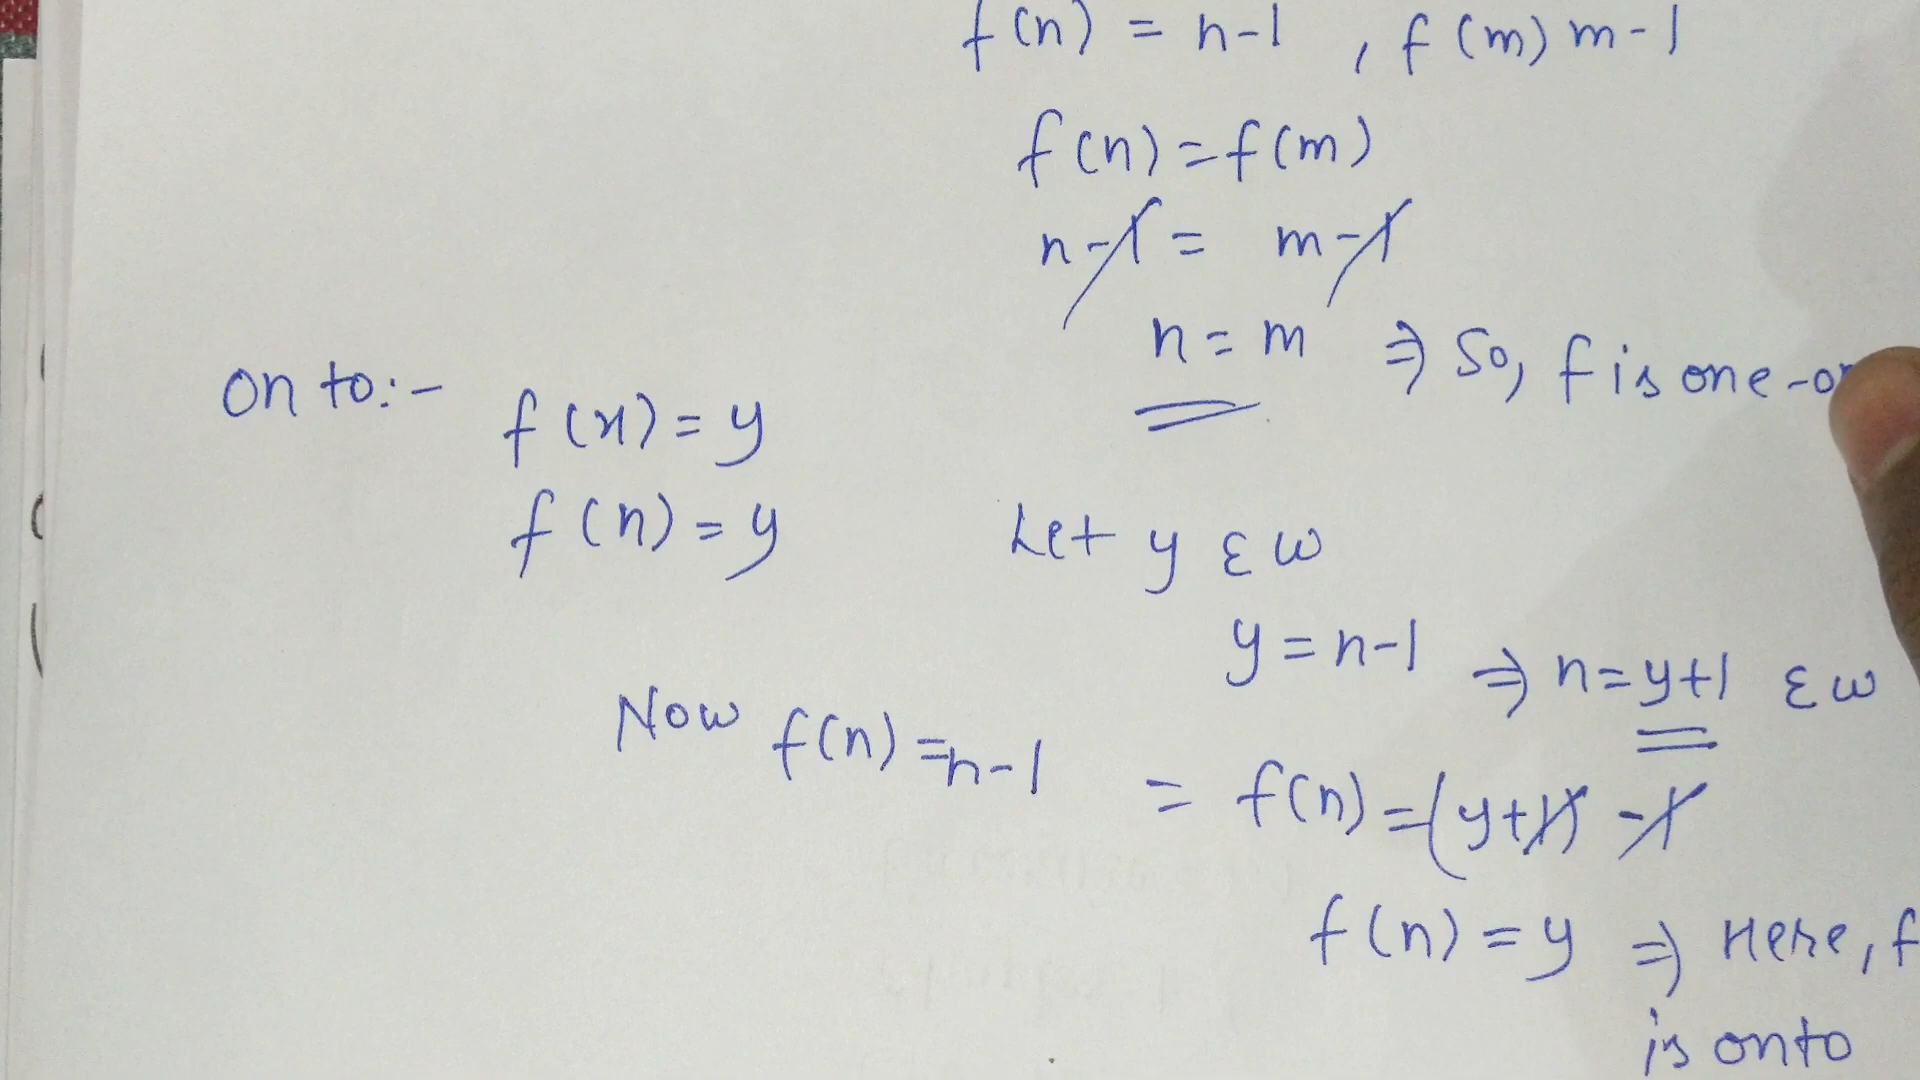 f(n) = n-1 , f(m) m-1
f(n) = f(m)
n-1 = m-1
n = m ⇒ So, f is one-o
on to:-
f(x) = y
f(n) = y
Let y ε w
y = n-1 ⇒ n = y+1 ε w
Now f(n) = n-1 = f(n) = (y+1) -1
f(n) = y ⇒ Here, f
is onto